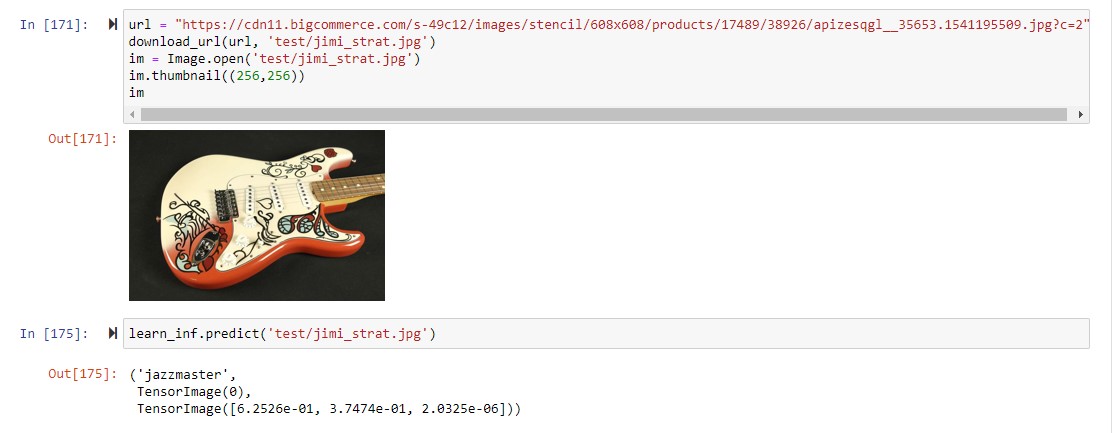 In [171]:
url = "https://cdn11.bigcommerce.com/s-49c12/images/stencil/608x608/products/17489/38926/apizesqgl__35653.1541195509.jpg?c=2"
download_url(url, 'test/jimi_strat.jpg')
im = Image.open('test/jimi_strat.jpg')
im.thumbnail((256,256))
im
Out[171]:
In [175]:
learn_inf.predict('test/jimi_strat.jpg')
Out[175]:
('jazzmaster',
TensorImage(0),
TensorImage([6.2526e-01, 3.7474e-01, 2.0325e-06]))